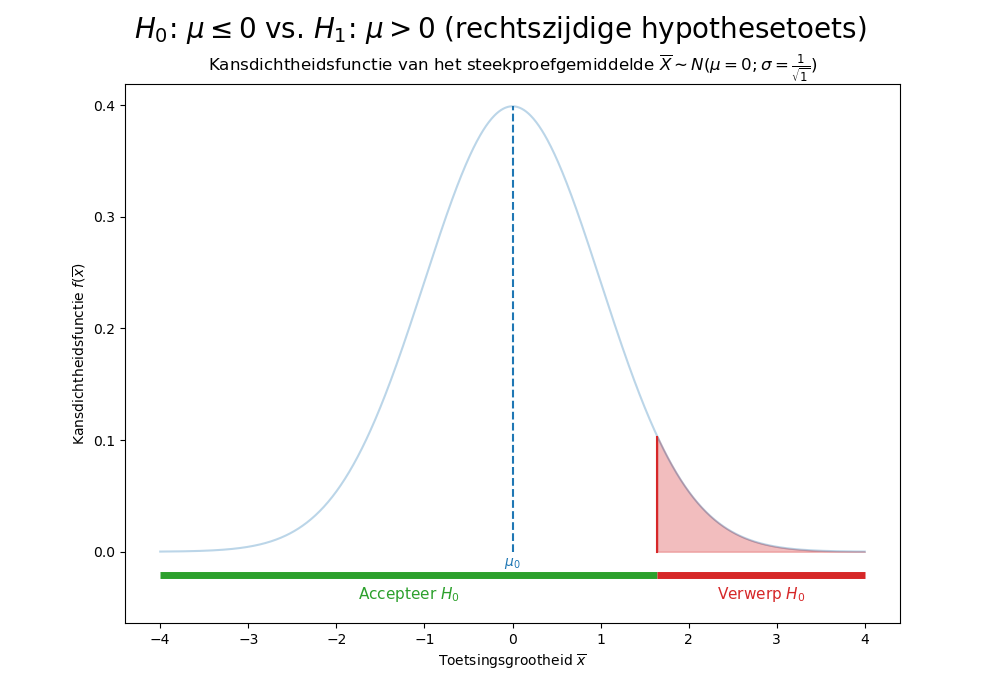 H₀: μ ≤ 0 vs. H₁: μ > 0 (rechtszijdige hypothesetoets)
Kansdichtheidsfunctie van het steekproefgemiddelde X̅ ~ N(μ = 0; σ = 1/√1)
Kansdichtheidsfunctie f(x̅)
0.4
0.3
0.2
0.1
0.0
μ₀
Accepteer H₀
Verwerp H₀
−4 −3 −2 −1 0 1 2 3 4
Toetsingsgrootheid x̅